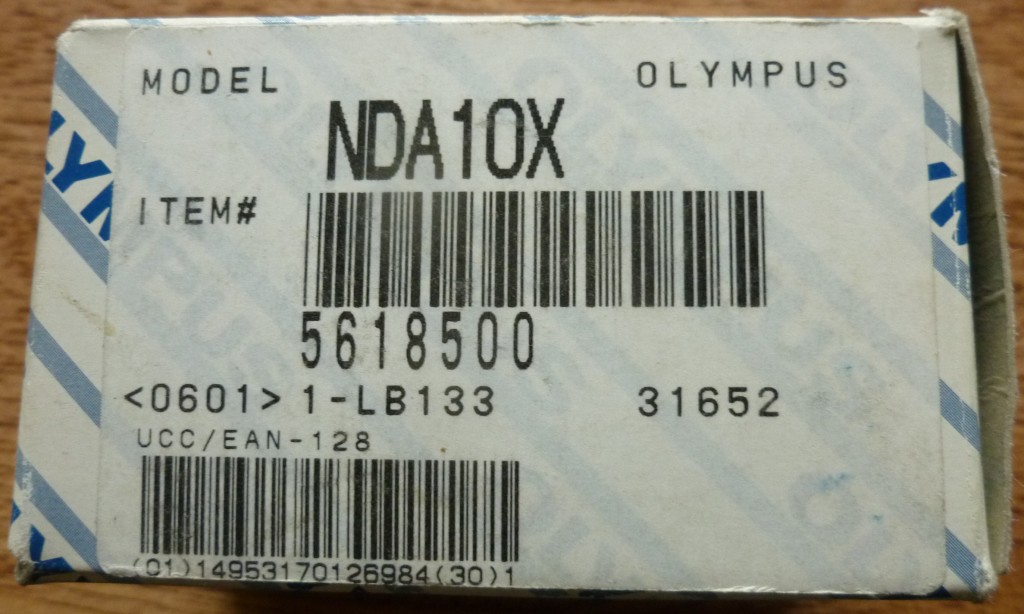 MODEL OLYMPUS
NDA10X
ITEM#
5618500
<0601> 1-LB133 31652
UCC/EAN-128
(01)14953170126984(30)1